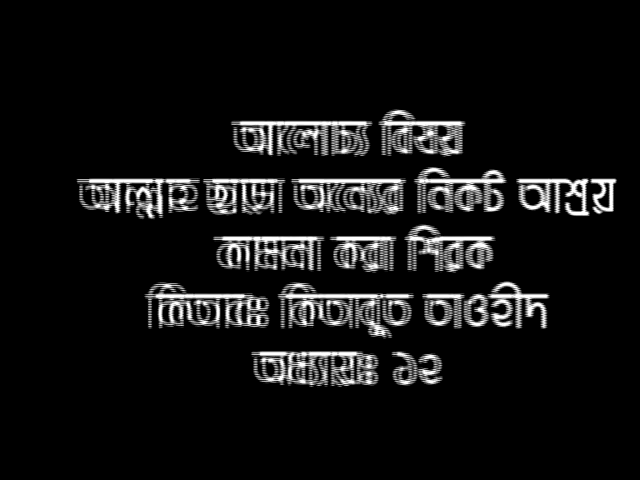 আলোচ্য বিষয়
আল্লাহ ছাড়া অন্যের নিকট আশ্রয়
কামনা করা শিরক
কিতাবঃ কিতাবুত তাওহীদ
অধ্যায়ঃ ১২